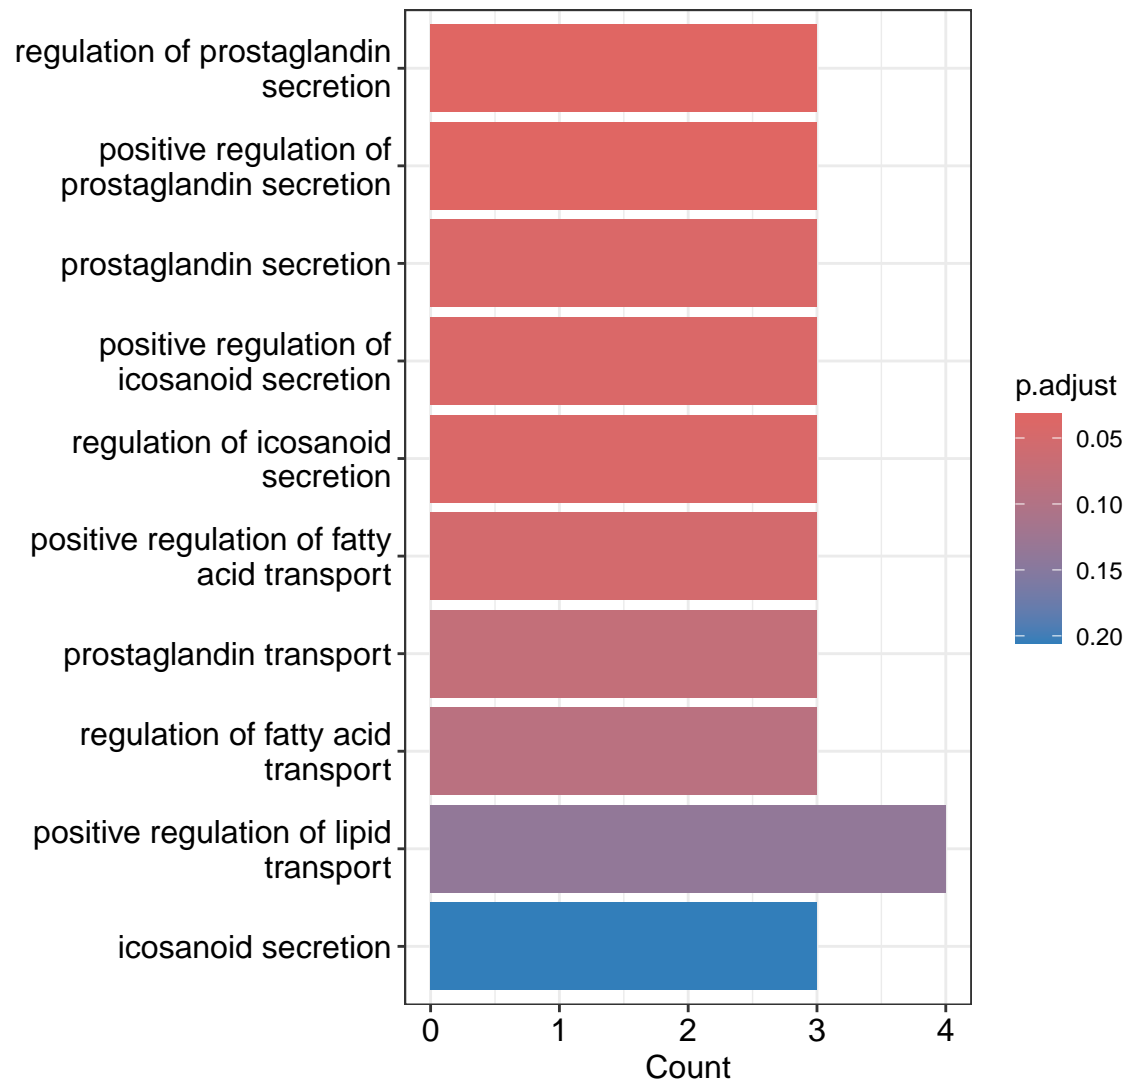 regulation of prostaglandin
secretion
positive regulation of
prostaglandin secretion
prostaglandin secretion
positive regulation of
icosanoid secretion
regulation of icosanoid
secretion
positive regulation of fatty
acid transport
prostaglandin transport
regulation of fatty acid
transport
positive regulation of lipid
transport
icosanoid secretion
0 1 2 3 4
Count
p.adjust
0.05
0.10
0.15
0.20